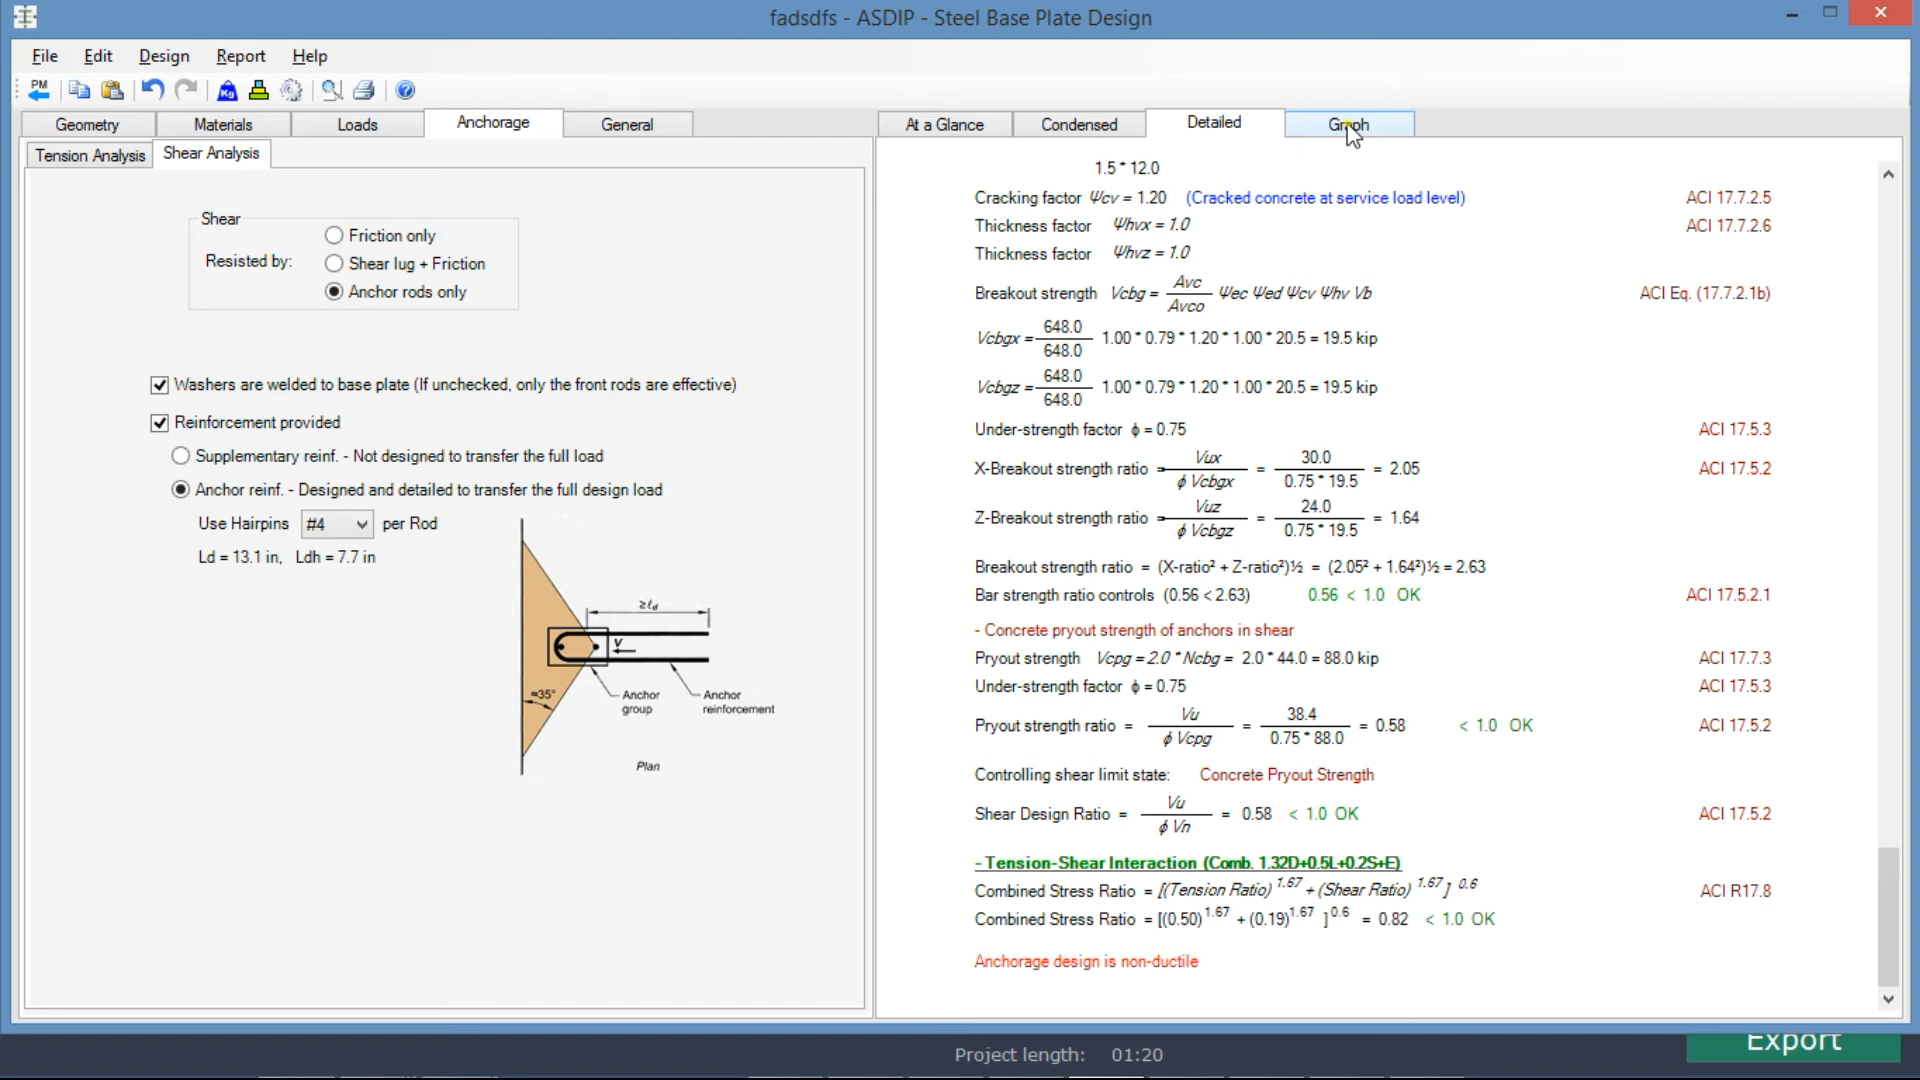 fadsdfs - ASDIP - Steel Base Plate Design
File Edit Design Report Help
PM
Kg
Geometry Materials Loads Anchorage General
Tension Analysis Shear Analysis
Shear
Resisted by:
Friction only
Shear lug + Friction
Anchor rods only
Washers are welded to base plate (If unchecked, only the front rods are effective)
Reinforcement provided
Supplementary reinf. - Not designed to transfer the full load
Anchor reinf. - Designed and detailed to transfer the full design load
Use Hairpins #4 per Rod
Ld = 13.1 in, Ldh = 7.7 in
≥ℓd
V
≈35°
Anchor group
Anchor reinforcement
Plan
At a Glance Condensed Detailed Graph
1.5 * 12.0
Cracking factor Ψcv = 1.20 (Cracked concrete at service load level) ACI 17.7.2.5
Thickness factor Ψhvx = 1.0 ACI 17.7.2.6
Thickness factor Ψhvz = 1.0
Breakout strength Vcbg = Avc / Avco Ψec Ψed Ψcv Ψhv Vb ACI Eq. (17.7.2.1b)
Vcbgx = 648.0 / 648.0 1.00 * 0.79 * 1.20 * 1.00 * 20.5 = 19.5 kip
Vcbgz = 648.0 / 648.0 1.00 * 0.79 * 1.20 * 1.00 * 20.5 = 19.5 kip
Under-strength factor ϕ = 0.75 ACI 17.5.3
X-Breakout strength ratio = Vux / ϕ Vcbgx = 30.0 / 0.75 * 19.5 = 2.05 ACI 17.5.2
Z-Breakout strength ratio = Vuz / ϕ Vcbgz = 24.0 / 0.75 * 19.5 = 1.64
Breakout strength ratio = (X-ratio² + Z-ratio²)½ = (2.05² + 1.64²)½ = 2.63
Bar strength ratio controls (0.56 < 2.63) 0.56 < 1.0 OK ACI 17.5.2.1
- Concrete pryout strength of anchors in shear
Pryout strength Vcpg = 2.0 * Ncbg = 2.0 * 44.0 = 88.0 kip ACI 17.7.3
Under-strength factor ϕ = 0.75 ACI 17.5.3
Pryout strength ratio = Vu / ϕ Vcpg = 38.4 / 0.75 * 88.0 = 0.58 < 1.0 OK ACI 17.5.2
Controlling shear limit state: Concrete Pryout Strength
Shear Design Ratio = Vu / ϕ Vn = 0.58 < 1.0 OK ACI 17.5.2
- Tension-Shear Interaction (Comb. 1.32D+0.5L+0.2S+E)
Combined Stress Ratio = [(Tension Ratio) 1.67 + (Shear Ratio) 1.67 ] 0.6 ACI R17.8
Combined Stress Ratio = [(0.50) 1.67 + (0.19) 1.67 ] 0.6 = 0.82 < 1.0 OK
Anchorage design is non-ductile
Project length: 01:20
Export